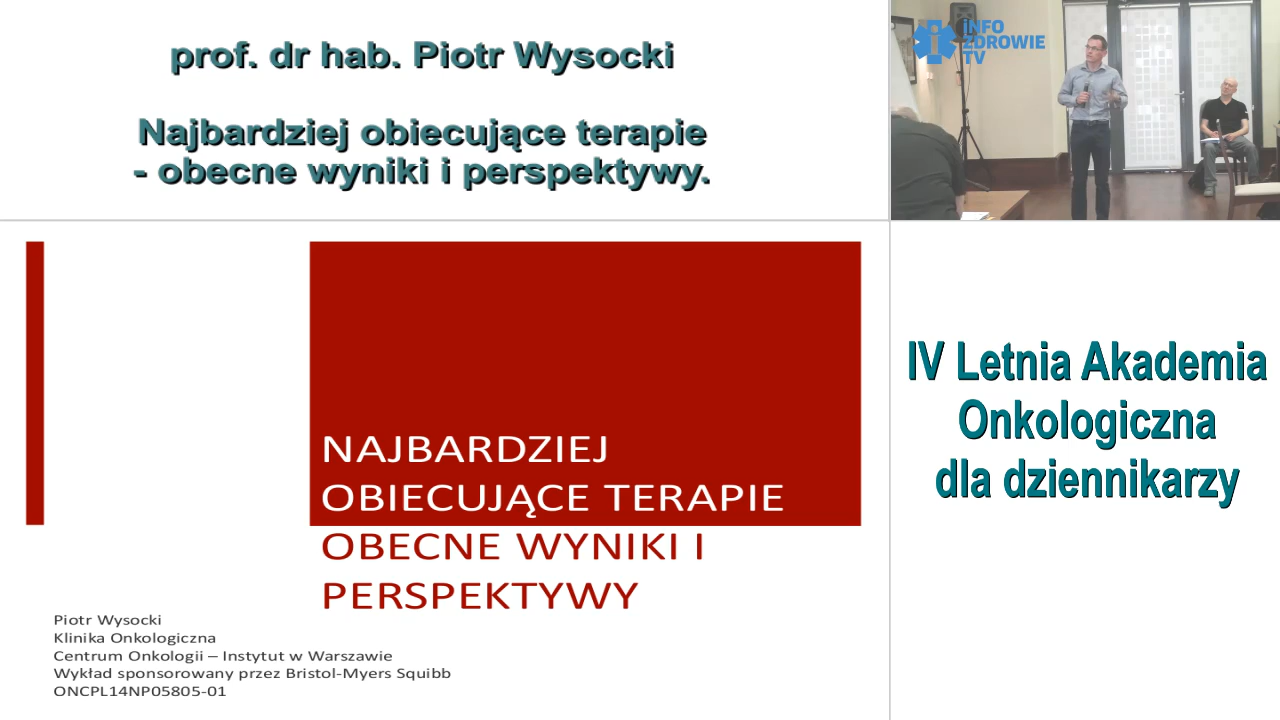 prof. dr hab. Piotr Wysocki
Najbardziej obiecujące terapie
- obecne wyniki i perspektywy.
iNFO
ZDROWIE
TV
NAJBARDZIEJ
OBIECUJĄCE TERAPIE
OBECNE WYNIKI I
PERSPEKTYWY
Piotr Wysocki
Klinika Onkologiczna
Centrum Onkologii – Instytut w Warszawie
Wykład sponsorowany przez Bristol-Myers Squibb
ONCPL14NP05805-01
IV Letnia Akademia
Onkologiczna
dla dziennikarzy